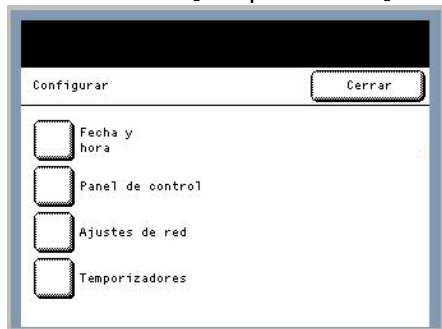 Configurar
Cerrar
Fecha y
hora
Panel de control
Ajustes de red
Temporizadores